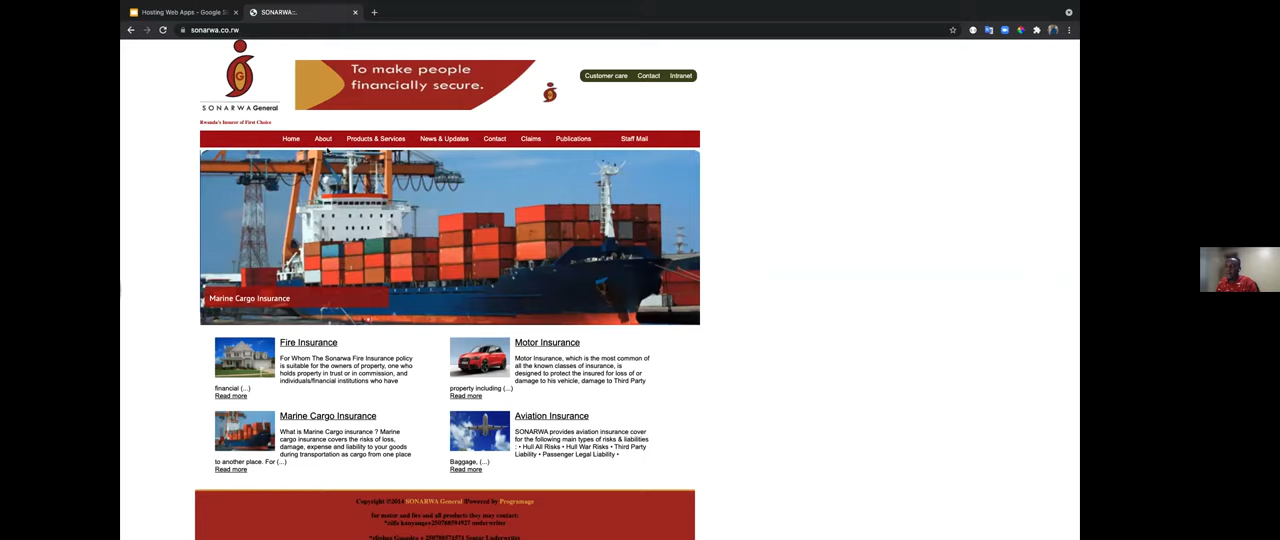 Hosting Web Apps - Google Sl
SONARWA::.
sonarwa.co.rw
To make people
financially secure.
Customer care Contact Intranet
G
SONARWA General
Rwanda's Insurer of First Choice
Home About Products & Services News & Updates Contact Claims Publications Staff Mail
Marine Cargo Insurance
Fire Insurance
For Whom The Sonarwa Fire Insurance policy
is suitable for the owners of property, one who
holds property in trust or in commission, and
individuals/financial institutions who have
financial (...)
Read more
Motor Insurance
Motor Insurance, which is the most common of
all the known classes of insurance, is
designed to protect the insured for loss of or
damage to his vehicle, damage to Third Party
property including (...)
Read more
Marine Cargo Insurance
What is Marine Cargo insurance ? Marine
cargo insurance covers the risks of loss,
damage, expense and liability to your goods
during transportation as cargo from one place
to another place. For (...)
Read more
Aviation Insurance
SONARWA provides aviation insurance cover
for the following main types of risks & liabilities
: • Hull All Risks • Hull War Risks • Third Party
Liability • Passenger Legal Liability •
Baggage, (...)
Read more
Copyright ©2014 SONARWA General |Powered by Programage
for motor and fire and all products they may contact:
underwriter
Senior Underwriter